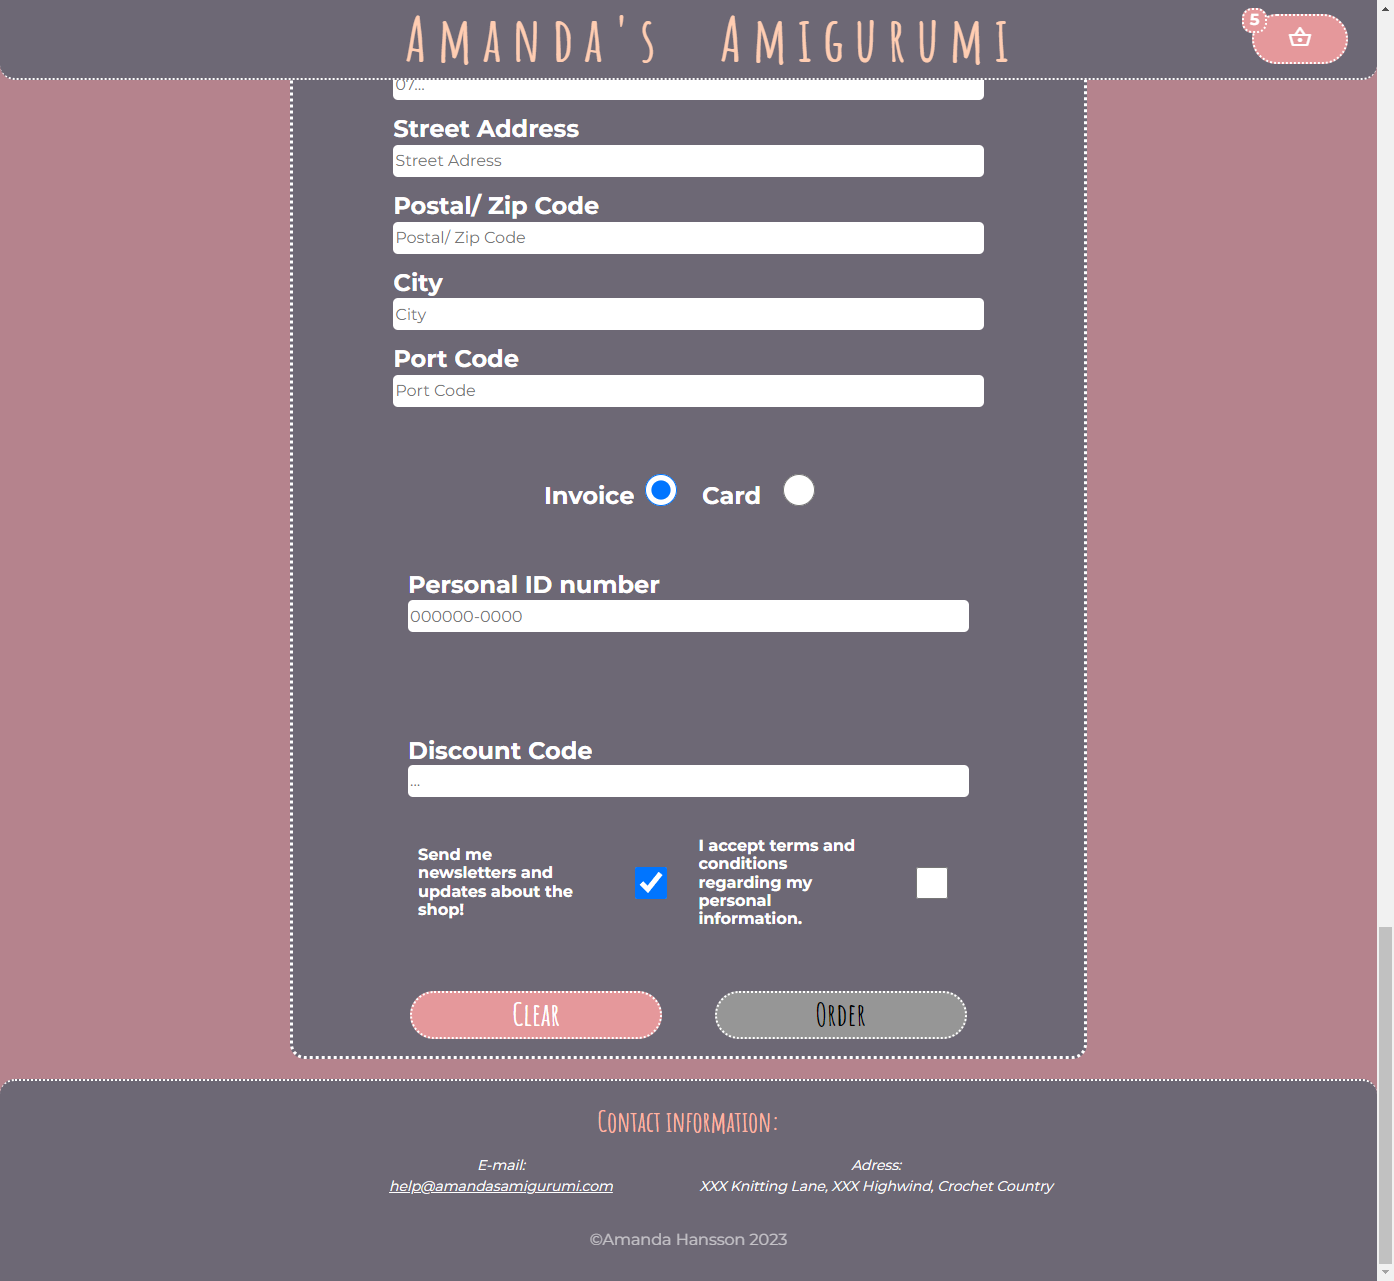 Amanda's Amigurumi
5
07...
Street Address
Street Adress
Postal/ Zip Code
Postal/ Zip Code
City
City
Port Code
Port Code
Invoice Card
Personal ID number
000000-0000
Discount Code
...
Send me
newsletters and
updates about the
shop!
I accept terms and
conditions
regarding my
personal
information.
Clear
Order
Contact information:
E-mail:
help@amandasamigurumi.com
Adress:
XXX Knitting Lane, XXX Highwind, Crochet Country
©Amanda Hansson 2023